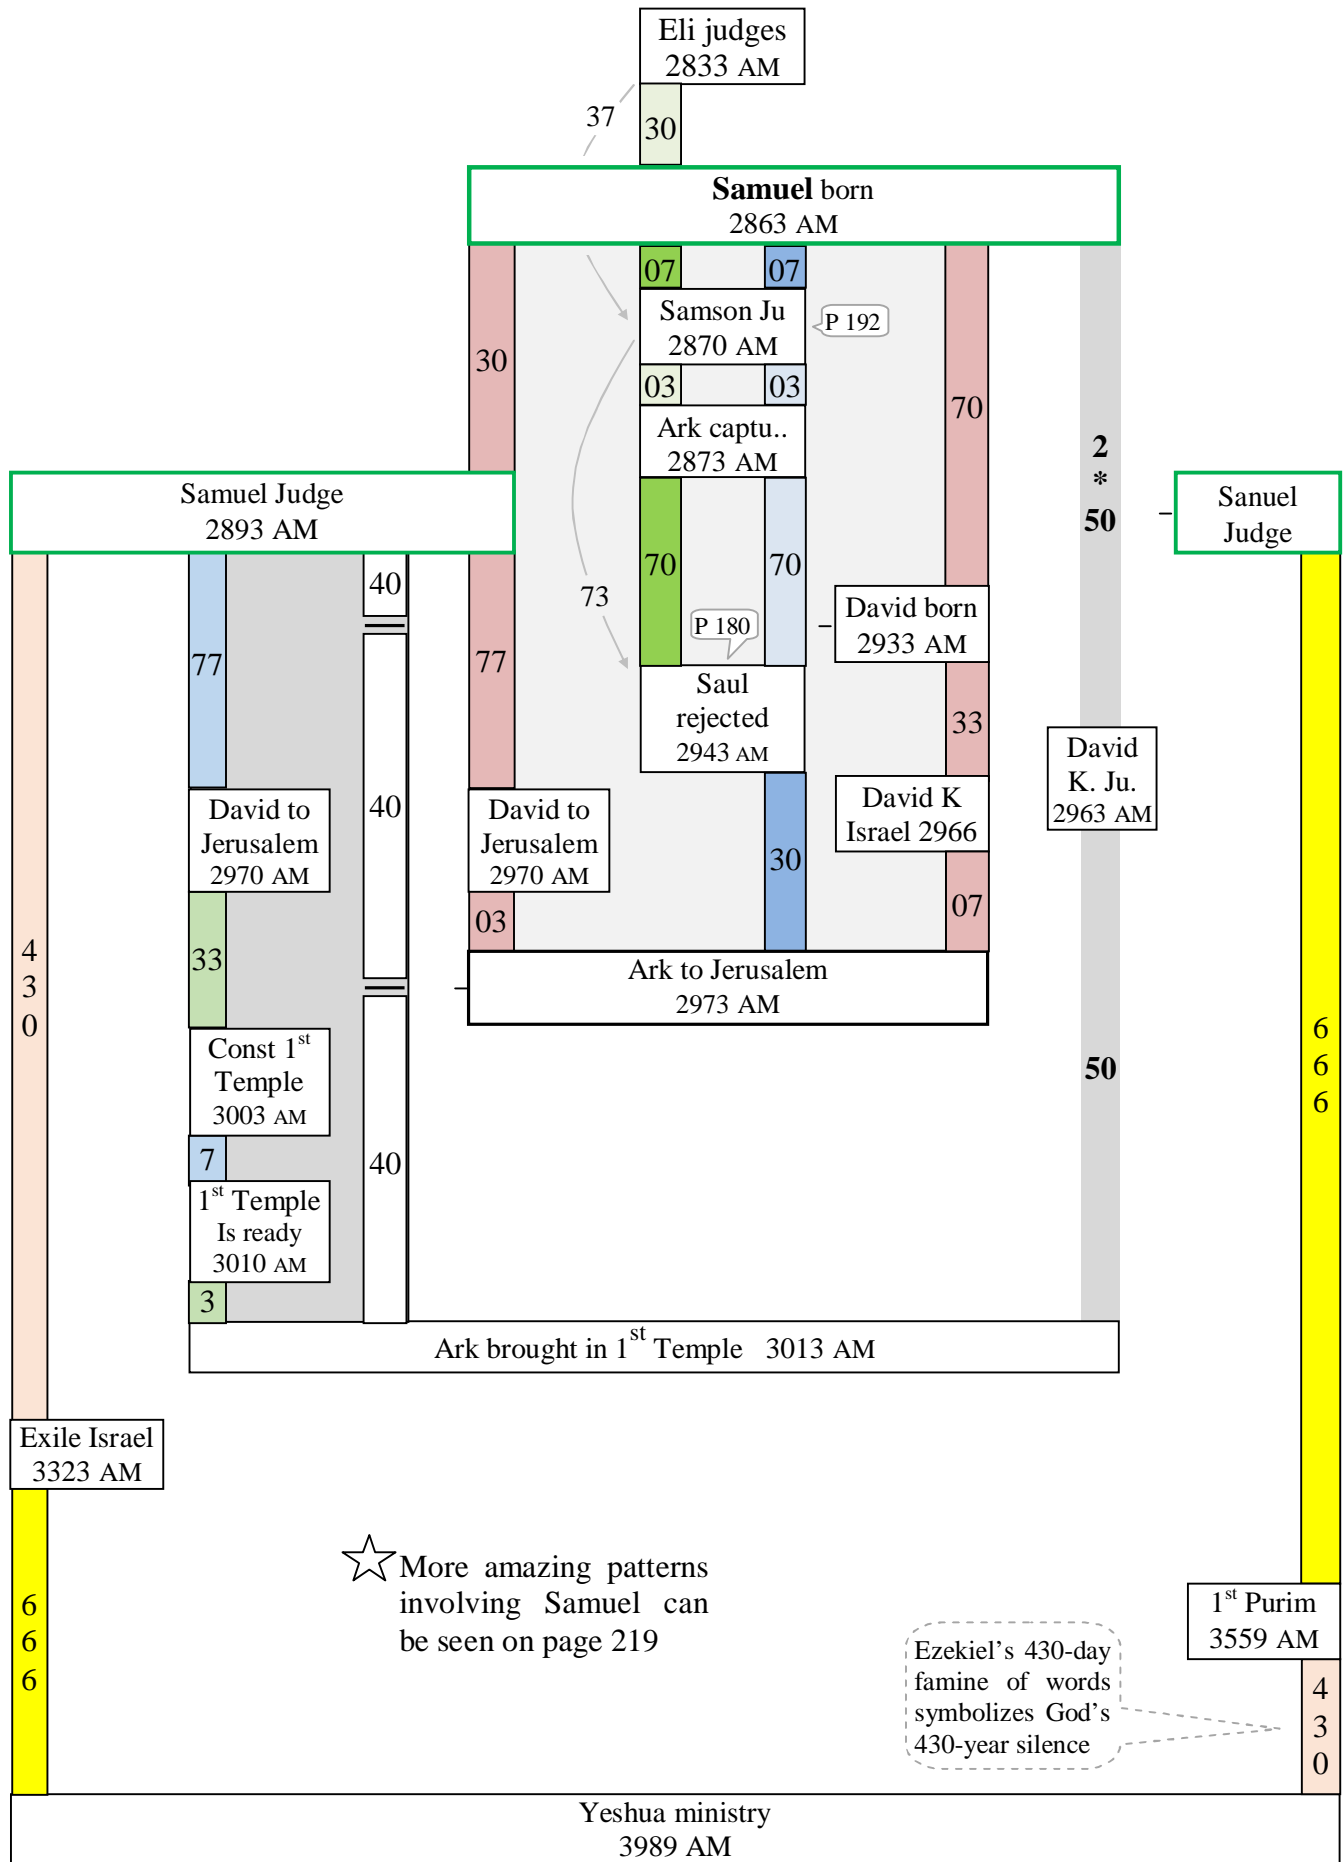 Eli judges
2833 AM
37
30
Samuel born
2863 AM
07
07
Samson Ju
2870 AM
P 192
30
03
03
70
Ark captu..
2873 AM
2
*
50
Samuel Judge
2893 AM
Sanuel
Judge
40
70
70
73
P 180
David born
2933 AM
77
77
Saul
rejected
2943 AM
33
David
K. Ju.
2963 AM
David to
Jerusalem
2970 AM
40
David to
Jerusalem
2970 AM
30
David K
Israel 2966
03
07
4
3
0
33
Ark to Jerusalem
2973 AM
Const 1st
Temple
3003 AM
50
6
6
6
7
40
1st Temple
Is ready
3010 AM
3
Ark brought in 1st Temple 3013 AM
Exile Israel
3323 AM
More amazing patterns
involving Samuel can
be seen on page 219
6
6
6
1st Purim
3559 AM
Ezekiel's 430-day
famine of words
symbolizes God's
430-year silence
4
3
0
Yeshua ministry
3989 AM